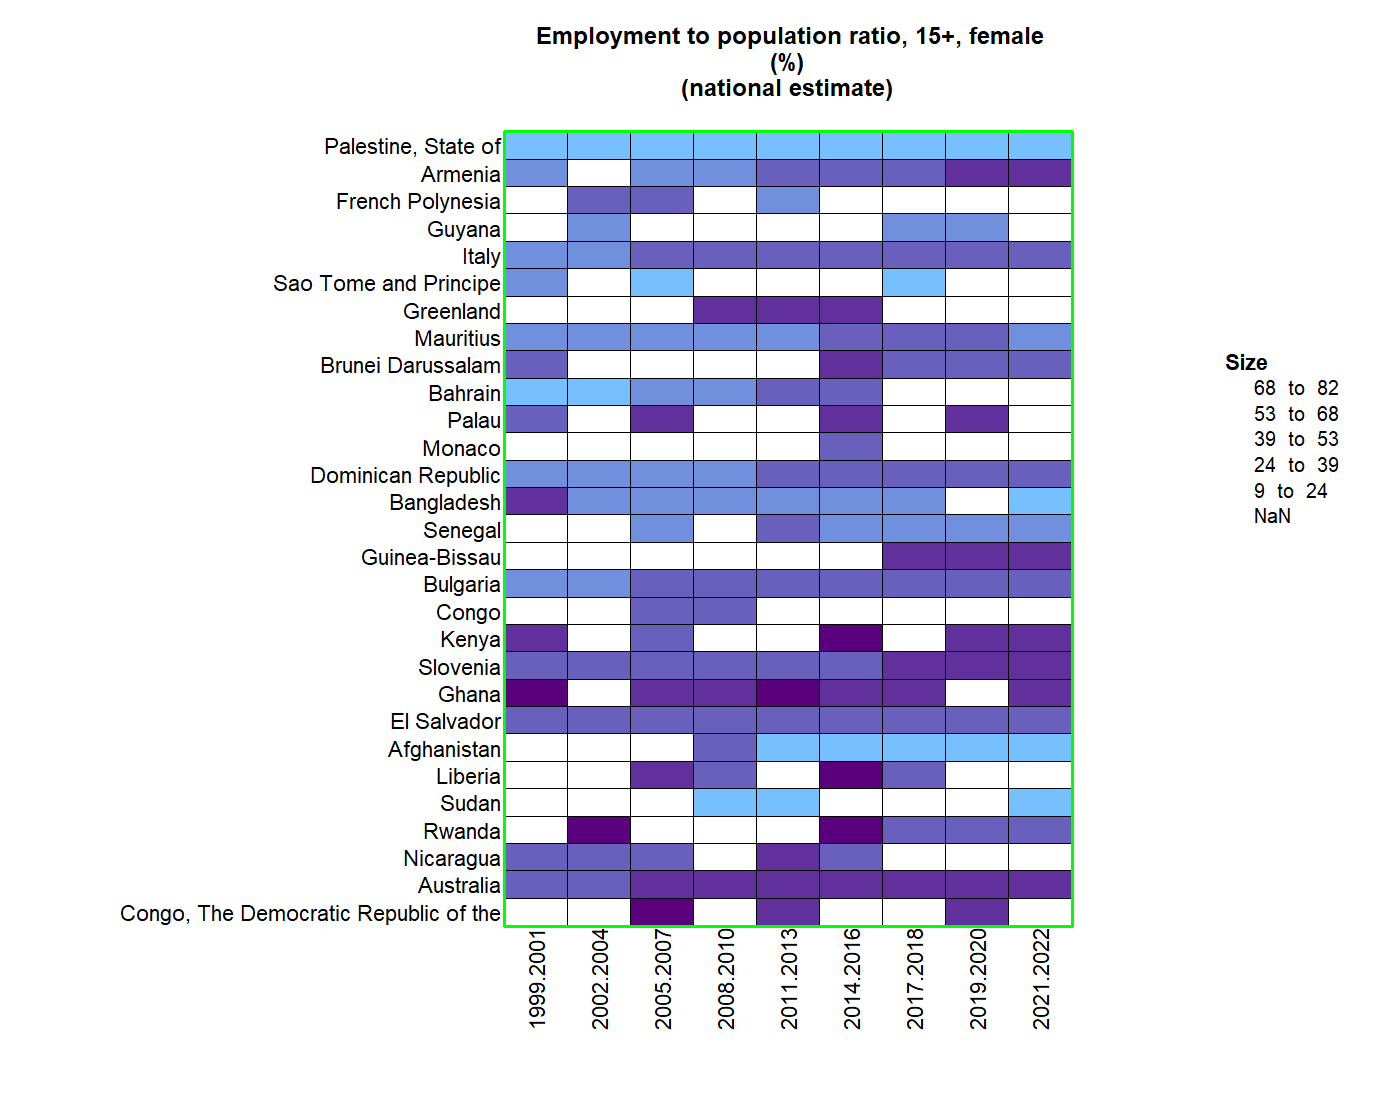 Employment to population ratio, 15+, female
(%)
(national estimate)
Palestine, State of
Armenia
French Polynesia
Guyana
Italy
Sao Tome and Principe
Greenland
Mauritius
Brunei Darussalam
Bahrain
Palau
Monaco
Dominican Republic
Bangladesh
Senegal
Guinea-Bissau
Bulgaria
Congo
Kenya
Slovenia
Ghana
El Salvador
Afghanistan
Liberia
Sudan
Rwanda
Nicaragua
Australia
Congo, The Democratic Republic of the
1999.2001
2002.2004
2005.2007
2008.2010
2011.2013
2014.2016
2017.2018
2019.2020
2021.2022
Size
68 to 82
53 to 68
39 to 53
24 to 39
9 to 24
NaN